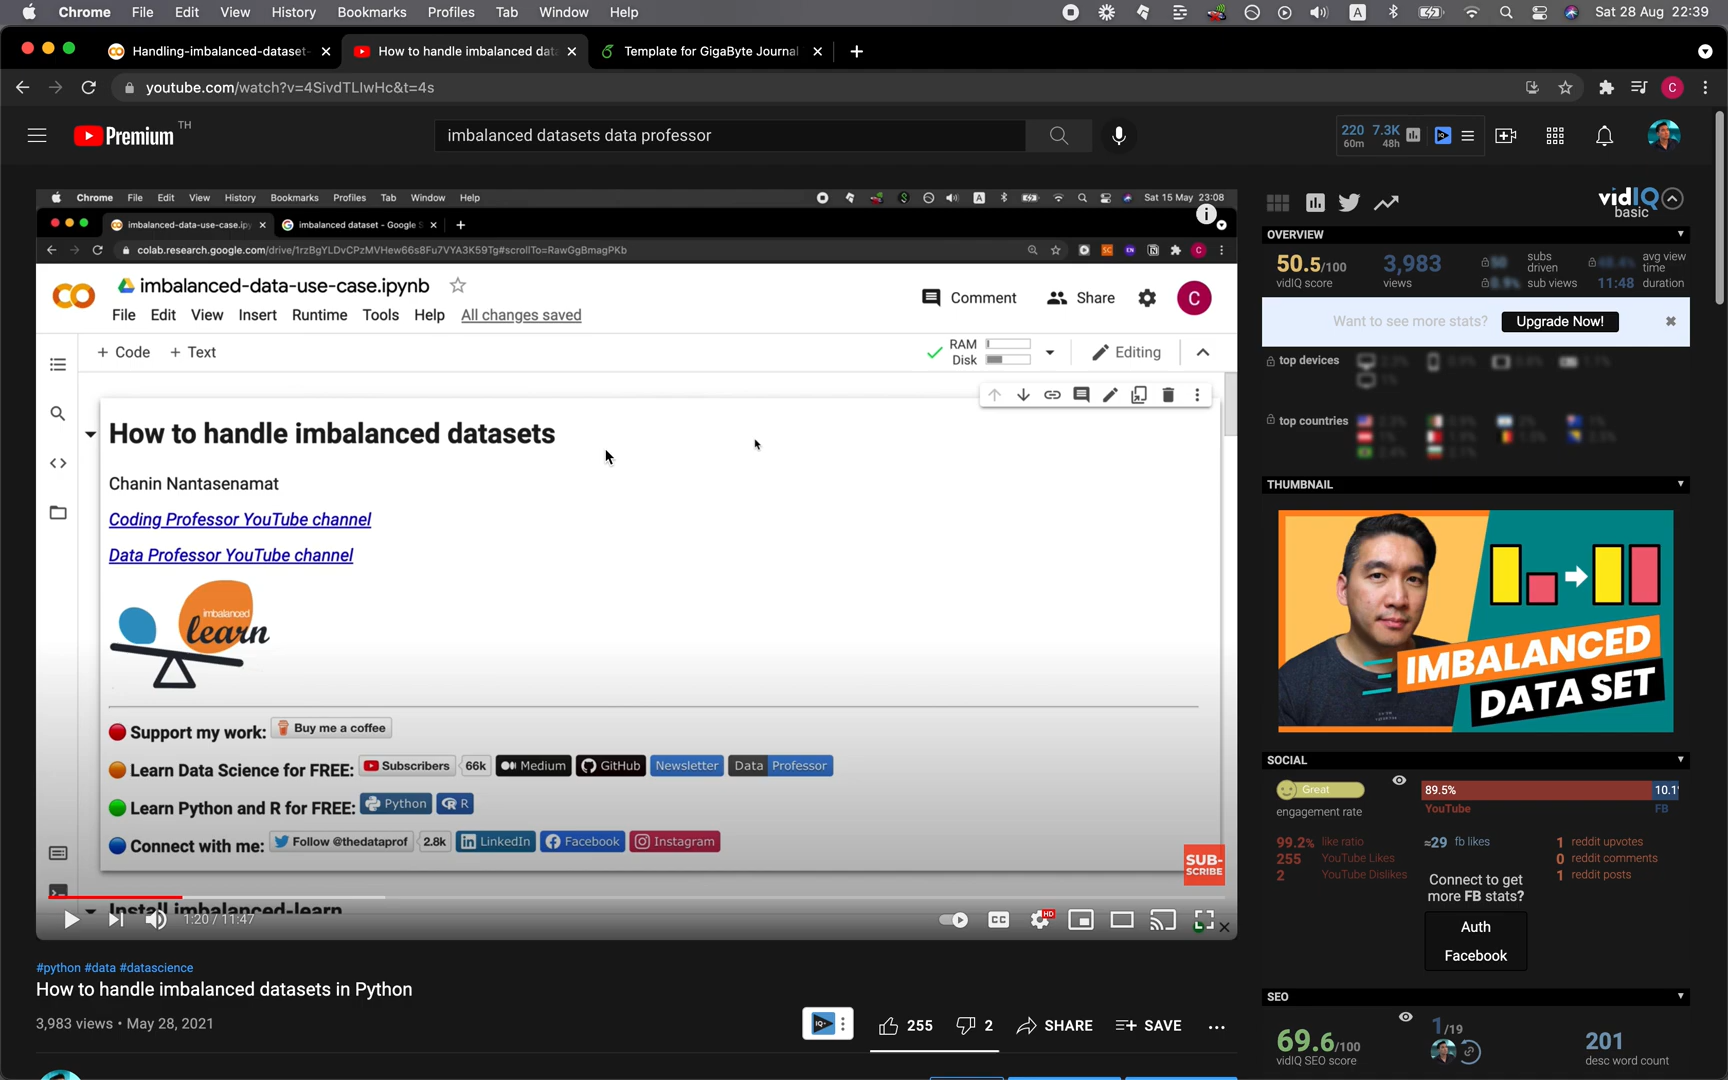 Chrome File Edit View History Bookmarks Profiles Tab Window Help A Sat 28 Aug 22:39
Handling-imbalanced-dataset- How to handle imbalanced dat Template for GigaByte Journal
youtube.com/watch?v=4SivdTLlwHc&t=4s C
Premium TH imbalanced datasets data professor 220 7.3K
60m 48h
Chrome File Edit View History Bookmarks Profiles Tab Window Help A Sat 15 May 23:08
imbalanced-data-use-case.ipy imbalanced dataset - Google S
colab.research.google.com/drive/1rzBgYLDvCPzMVHew66s8Fu7VYA3K59Tg#scrollTo=RawGgBmagPKb
imbalanced-data-use-case.ipynb
Comment Share C
File Edit View Insert Runtime Tools Help All changes saved
+ Code + Text RAM
Disk Editing
How to handle imbalanced datasets
Chanin Nantasenamat
Coding Professor YouTube channel
Data Professor YouTube channel
imbalanced
learn
Support my work: Buy me a coffee
Learn Data Science for FREE: Subscribers 66k Medium GitHub Newsletter Data Professor
Learn Python and R for FREE: Python R
Connect with me: Follow @thedataprof 2.8k LinkedIn Facebook Instagram
SUB-
SCRIBE
Install imbalanced-learn
1:20 / 11:47 CC HD
#python #data #datascience
How to handle imbalanced datasets in Python
3,983 views • May 28, 2021
255 2 SHARE SAVE
vidIQ
basic
OVERVIEW
50.5/100 3,983 subs driven avg view time
vidIQ score views sub views 11:48 duration
Want to see more stats? Upgrade Now!
top devices
top countries
THUMBNAIL
IMBALANCED
DATA SET
SOCIAL
Great 89.5% 10.1
engagement rate YouTube FB
99.2% like ratio ≈29 fb likes 1 reddit upvotes
255 YouTube Likes 0 reddit comments
2 YouTube Dislikes 1 reddit posts
Connect to get
more FB stats?
Auth
Facebook
SEO
69.6/100 1/19 201
vidIQ SEO score desc word count